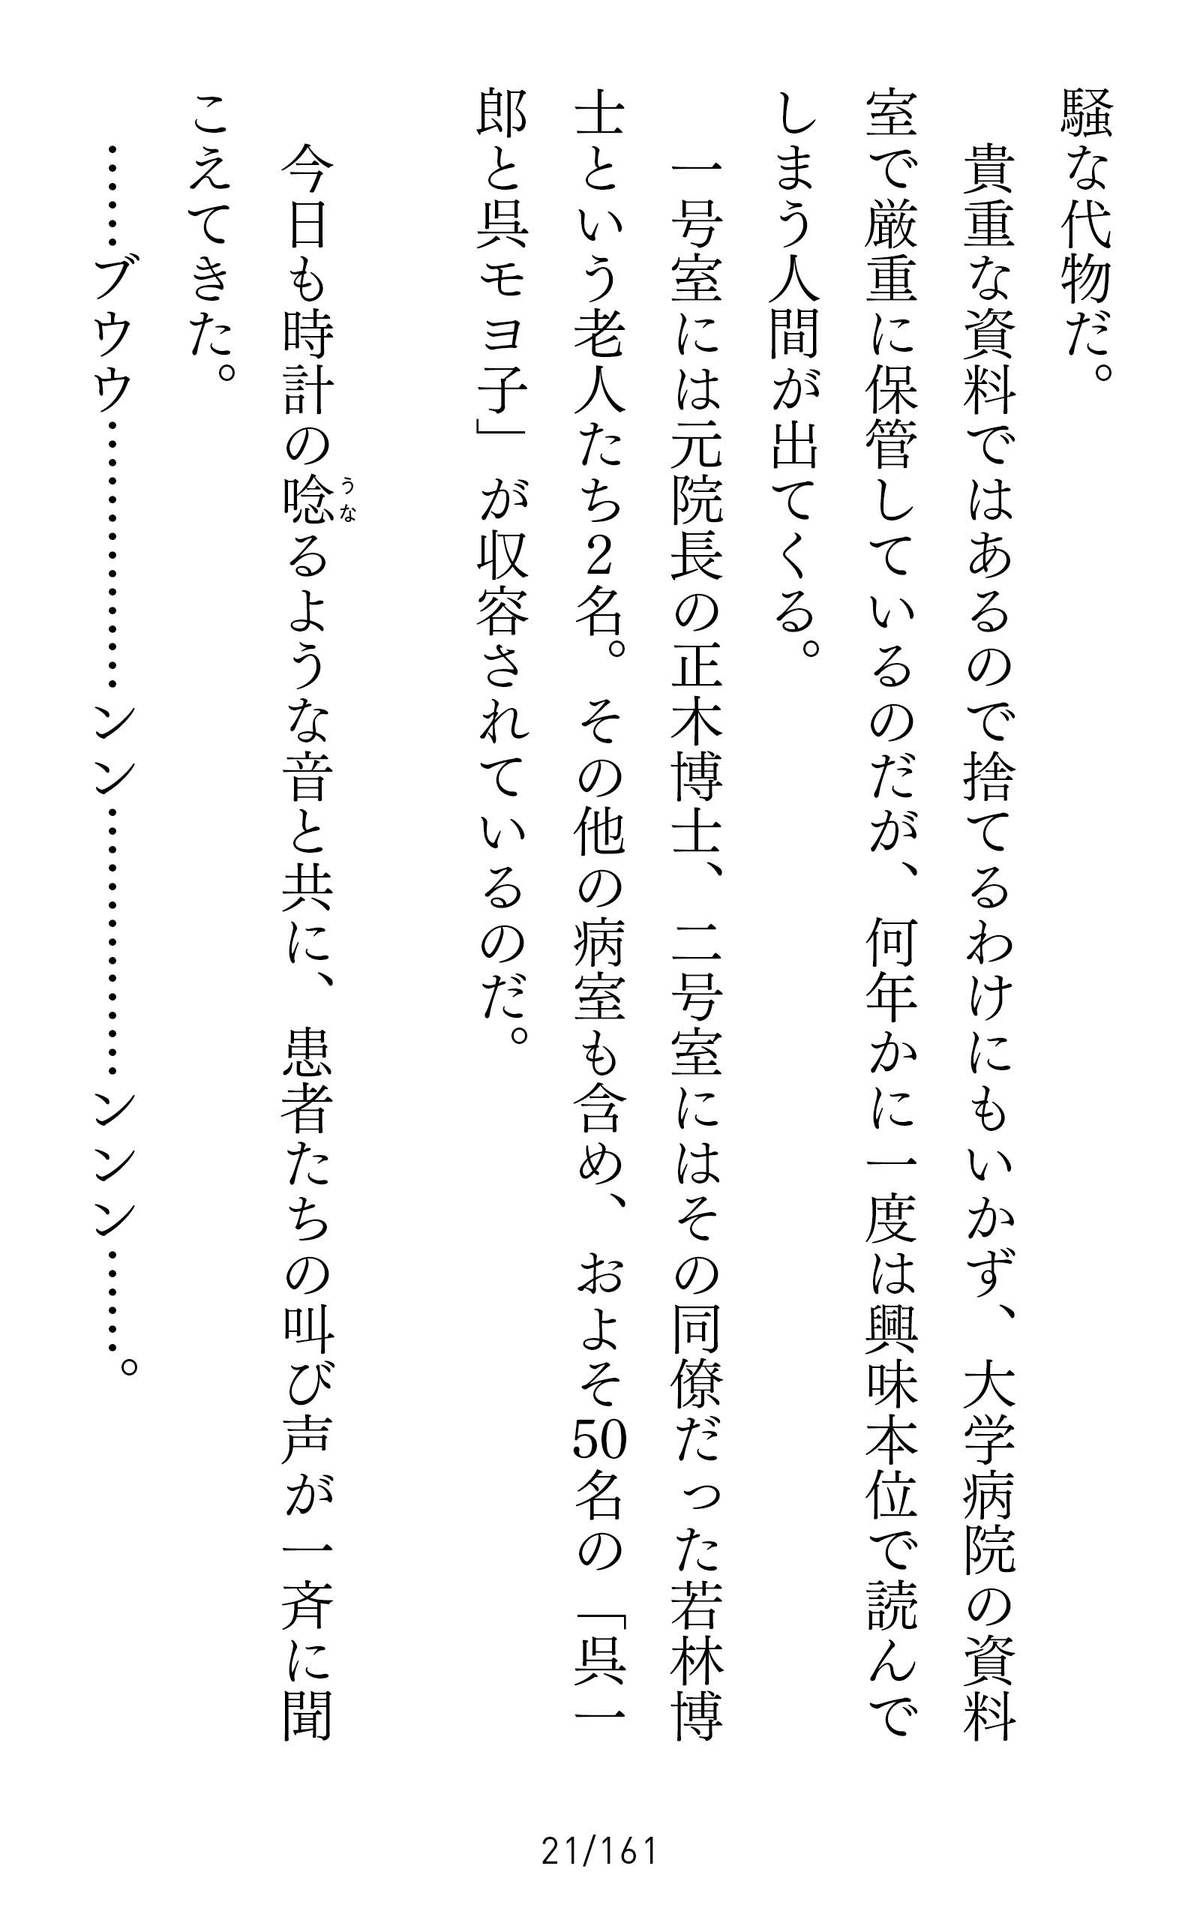 騒な代物だ。
　貴重な資料ではあるので捨てるわけにもいかず、大学病院の資料
室で厳重に保管しているのだが、何年かに一度は興味本位で読んで
しまう人間が出てくる。
　一号室には元院長の正木博士、二号室にはその同僚だった若林博
士という老人たち2名。その他の病室も含め、およそ50名の「呉一
郎と呉モヨ子」が収容されているのだ。
　今日も時計の唸るような音と共に、患者たちの叫び声が一斉に聞
うな
こえてきた。
　……ブウウ……………ンン……………ンンン……。
21/161